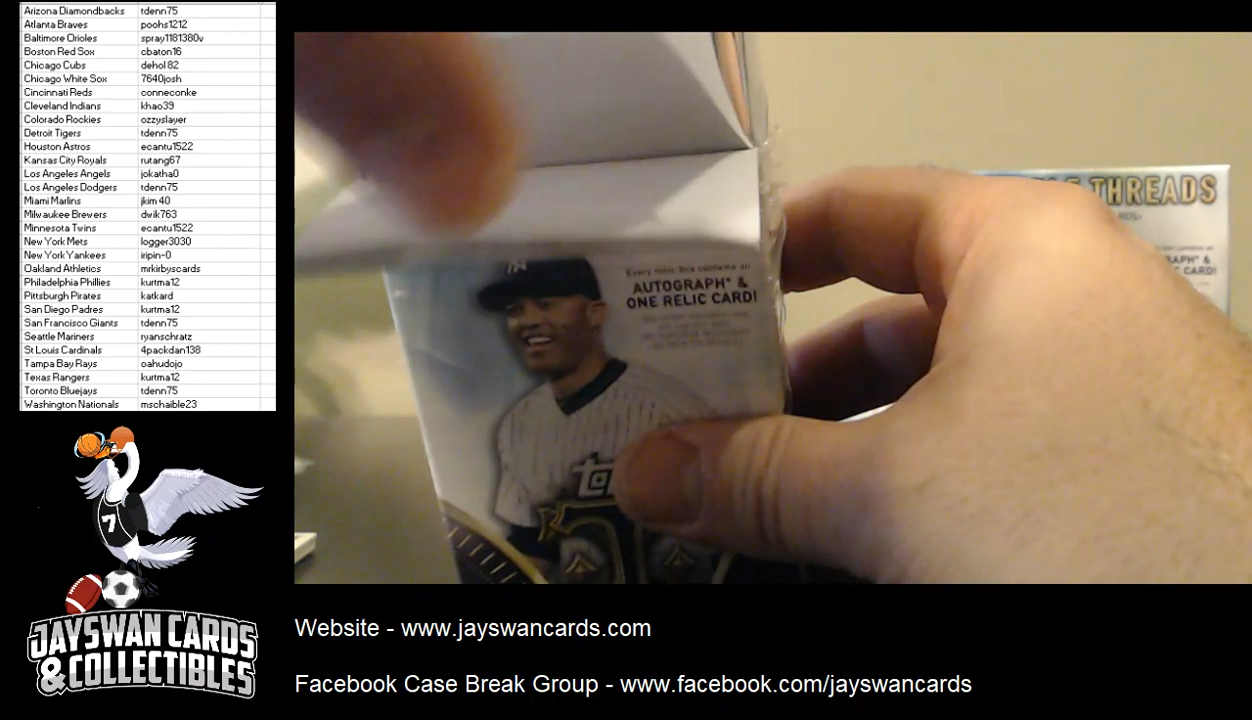 Arizona Diamondbacks tdenn75
Atlanta Braves poohs1212
Baltimore Orioles spray1181380v
Boston Red Sox cbaton16
Chicago Cubs dehol 82
Chicago White Sox 7640josh
Cincinnati Reds conneconke
Cleveland Indians khao39
Colorado Rockies ozzyslayer
Detroit Tigers tdenn75
Houston Astros ecantu1522
Kansas City Royals rutang67
Los Angeles Angels jokatha0
Los Angeles Dodgers tdenn75
Miami Marlins jkim 40
Milwaukee Brewers dwik763
Minnesota Twins ecantu1522
New York Mets logger3030
New York Yankees iripin-0
Oakland Athletics mrkirbyscards
Philadelphia Phillies kurtma12
Pittsburgh Pirates katkard
San Diego Padres kurtma12
San Francisco Giants tdenn75
Seattle Mariners ryanschratz
St Louis Cardinals 4packdan138
Tampa Bay Rays oahudojo
Texas Rangers kurtma12
Toronto Bluejays tdenn75
Washington Nationals mschaible23
7
JAYSWAN CARDS
& COLLECTIBLES
Every mini box contains an
AUTOGRAPH* &
ONE RELIC CARD!
THREADS
CARD!
Website - www.jayswancards.com
Facebook Case Break Group - www.facebook.com/jayswancards